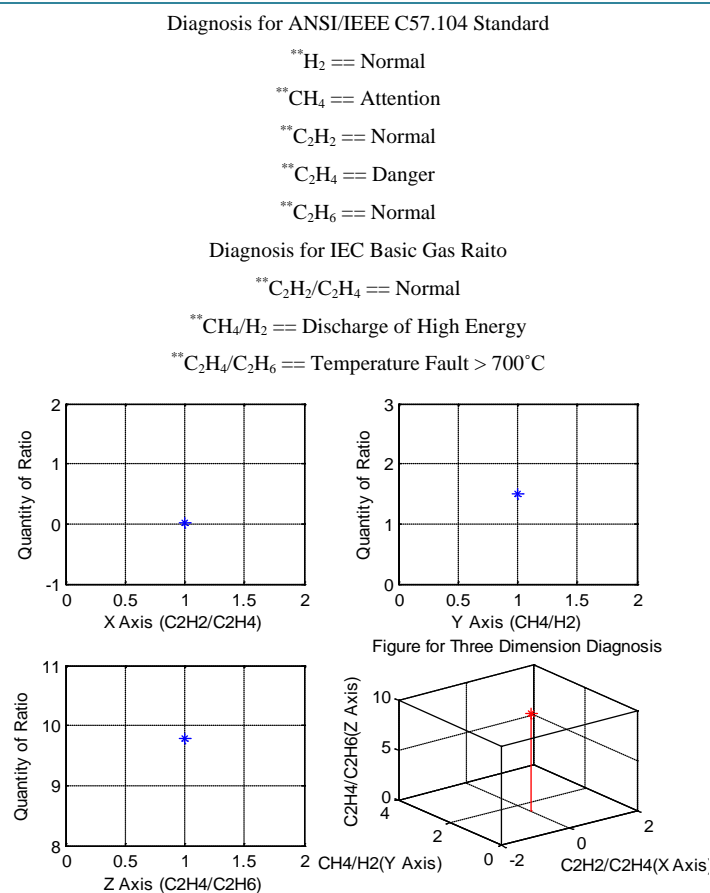 Diagnosis for ANSI/IEEE C57.104 Standard
**H₂ == Normal
**CH₄ == Attention
**C₂H₂ == Normal
**C₂H₄ == Danger
**C₂H₆ == Normal
Diagnosis for IEC Basic Gas Raito
**C₂H₂/C₂H₄ == Normal
**CH₄/H₂ == Discharge of High Energy
**C₂H₄/C₂H₆ == Temperature Fault > 700˚C
2
1
0
-1
Quantity of Ratio
0 0.5 1 1.5 2
X Axis (C2H2/C2H4)
3
2
1
0
Quantity of Ratio
0 0.5 1 1.5 2
Y Axis (CH4/H2)
11
10
9
8
Quantity of Ratio
0 0.5 1 1.5 2
Z Axis (C2H4/C2H6)
Figure for Three Dimension Diagnosis
10
5
0
C2H4/C2H6(Z Axis)
4
2
0
CH4/H2(Y Axis)
-2
0
2
C2H2/C2H4(X Axis)